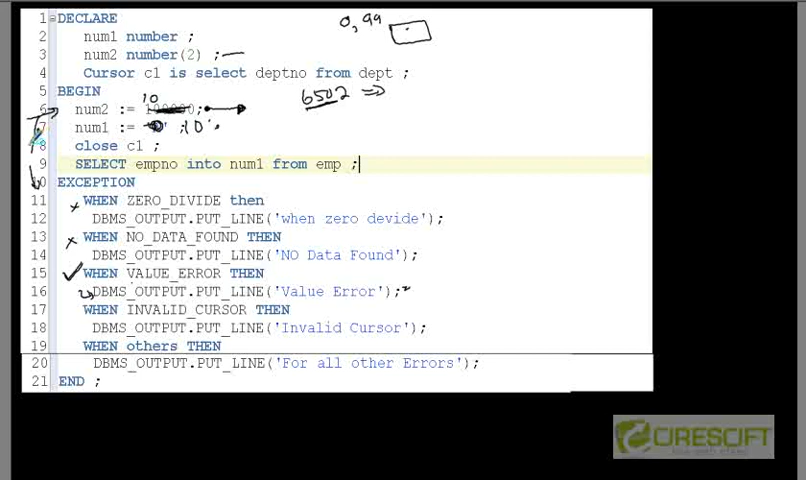 1 DECLARE
2 num1 number ;
3 num2 number(2) ;
4 Cursor c1 is select deptno from dept ;
5 BEGIN
6 num2 := ;
7 num1 := ;
8 close c1 ;
9 SELECT empno into num1 from emp ;
10 EXCEPTION
11 WHEN ZERO_DIVIDE then
12 DBMS_OUTPUT.PUT_LINE('when zero devide');
13 WHEN NO_DATA_FOUND THEN
14 DBMS_OUTPUT.PUT_LINE('NO Data Found');
15 WHEN VALUE_ERROR THEN
16 DBMS_OUTPUT.PUT_LINE('Value Error');
17 WHEN INVALID_CURSOR THEN
18 DBMS_OUTPUT.PUT_LINE('Invalid Cursor');
19 WHEN others THEN
20 DBMS_OUTPUT.PUT_LINE('For all other Errors');
21 END ;
0,99
6502
10
'10'